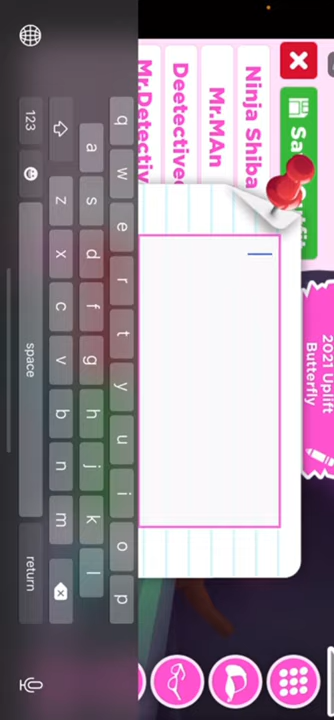 Sa
Ninja Shiba
Mr.MAn
Deetective
Mr.Detectiv
2021 Uplift
Butterfly
q w e r t y u i o p
a s d f g h j k l
z x c v b n m
123
space
return